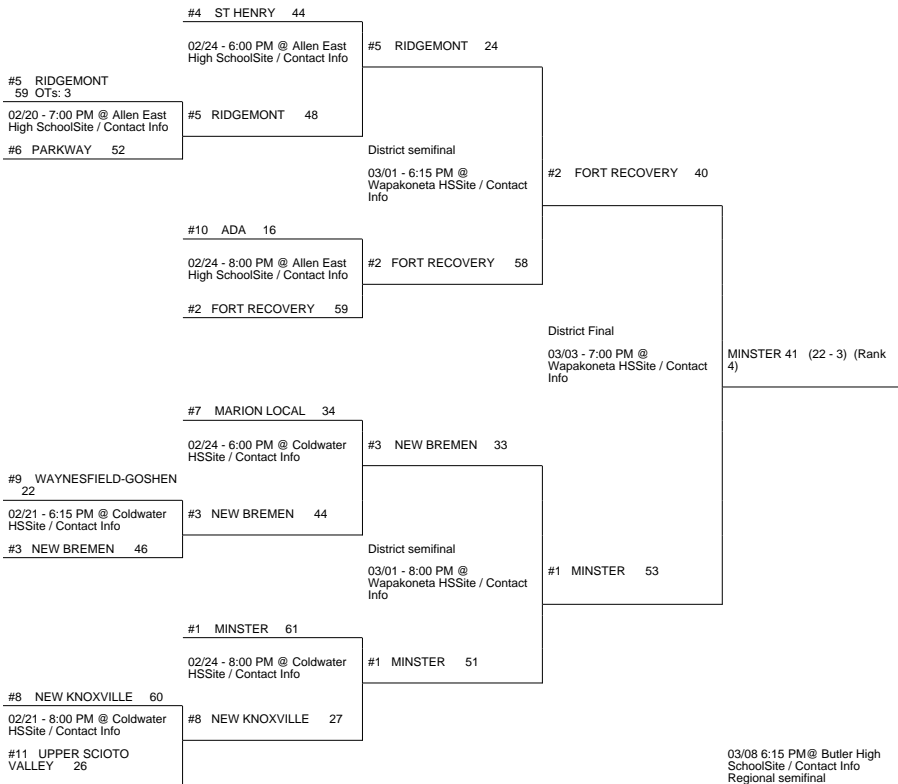 #4 ST HENRY 44
02/24 - 6:00 PM @ Allen East
High SchoolSite / Contact Info
#5 RIDGEMONT 24
#5 RIDGEMONT
59 OTs: 3
02/20 - 7:00 PM @ Allen East
High SchoolSite / Contact Info
#5 RIDGEMONT 48
#6 PARKWAY 52
District semifinal
03/01 - 6:15 PM @
Wapakoneta HSSite / Contact
Info
#2 FORT RECOVERY 40
#10 ADA 16
02/24 - 8:00 PM @ Allen East
High SchoolSite / Contact Info
#2 FORT RECOVERY 58
#2 FORT RECOVERY 59
District Final
03/03 - 7:00 PM @
Wapakoneta HSSite / Contact
Info
MINSTER 41 (22 - 3) (Rank
4)
#7 MARION LOCAL 34
02/24 - 6:00 PM @ Coldwater
HSSite / Contact Info
#3 NEW BREMEN 33
#9 WAYNESFIELD-GOSHEN
22
02/21 - 6:15 PM @ Coldwater
HSSite / Contact Info
#3 NEW BREMEN 44
#3 NEW BREMEN 46
District semifinal
03/01 - 8:00 PM @
Wapakoneta HSSite / Contact
Info
#1 MINSTER 53
#1 MINSTER 61
02/24 - 8:00 PM @ Coldwater
HSSite / Contact Info
#1 MINSTER 51
#8 NEW KNOXVILLE 60
02/21 - 8:00 PM @ Coldwater
HSSite / Contact Info
#8 NEW KNOXVILLE 27
#11 UPPER SCIOTO
VALLEY 26
03/08 6:15 PM@ Butler High
SchoolSite / Contact Info
Regional semifinal